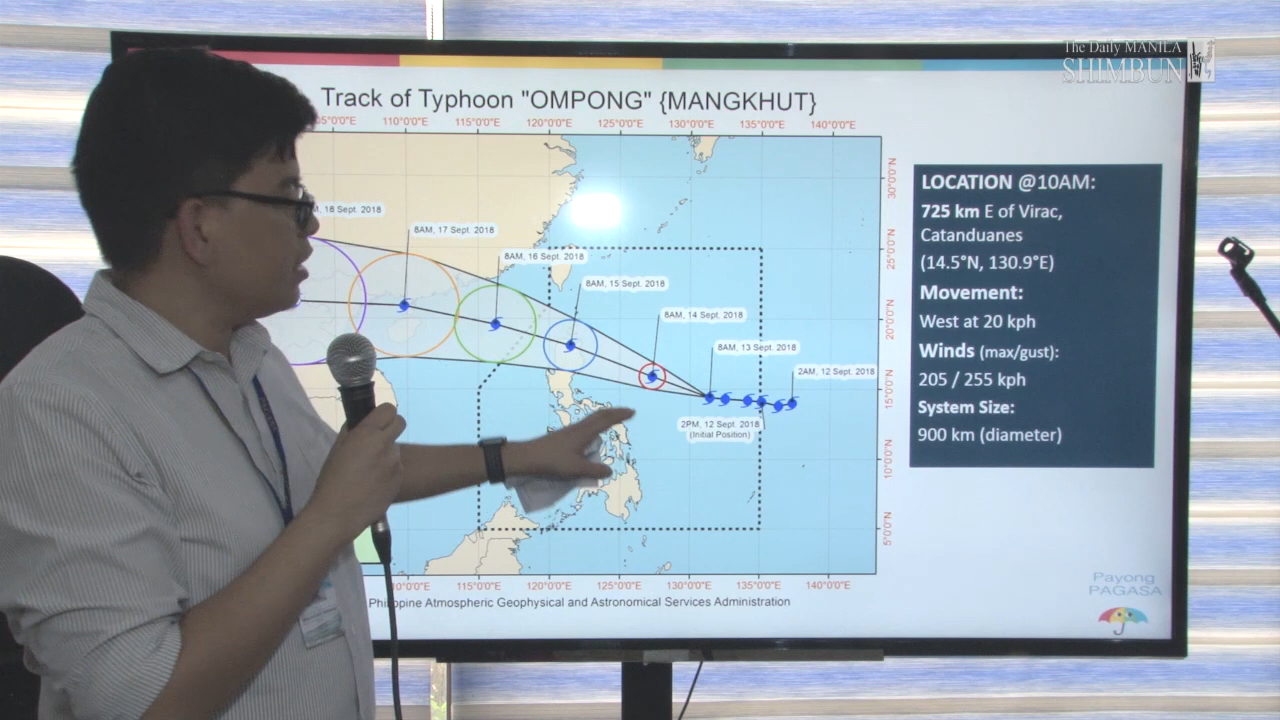 The Daily MANILA
SHIMBUN
Track of Typhoon "OMPONG" {MANGKHUT}
110°0'0"E 115°0'0"E 120°0'0"E 125°0'0"E 130°0'0"E 135°0'0"E 140°0'0"E
18 Sept. 2018
8AM, 17 Sept. 2018
8AM, 16 Sept. 2018
8AM, 15 Sept. 2018
8AM, 14 Sept. 2018
8AM, 13 Sept. 2018
2AM, 12 Sept. 2018
2PM, 12 Sept. 2018
(Initial Position)
30°0'0"N
25°0'0"N
20°0'0"N
15°0'0"N
10°0'0"N
5°0'0"N
115°0'0"E 120°0'0"E 125°0'0"E 130°0'0"E 135°0'0"E 140°0'0"E
Philippine Atmospheric Geophysical and Astronomical Services Administration
LOCATION @10AM:
725 km E of Virac,
Catanduanes
(14.5°N, 130.9°E)
Movement:
West at 20 kph
Winds (max/gust):
205 / 255 kph
System Size:
900 km (diameter)
Payong
PAGASA